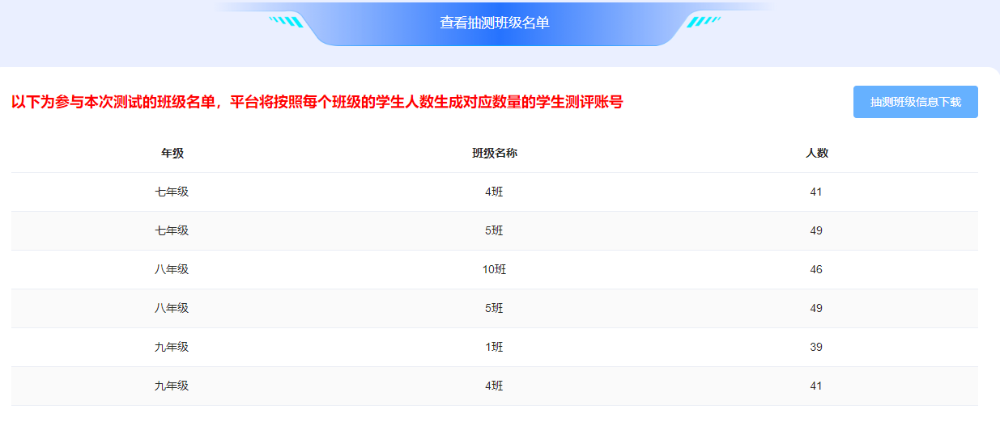 查看抽测班级名单
以下为参与本次测试的班级名单，平台将按照每个班级的学生人数生成对应数量的学生测评账号
抽测班级信息下载
年级 班级名称 人数
七年级 4班 41
七年级 5班 49
八年级 10班 46
八年级 5班 49
九年级 1班 39
九年级 4班 41